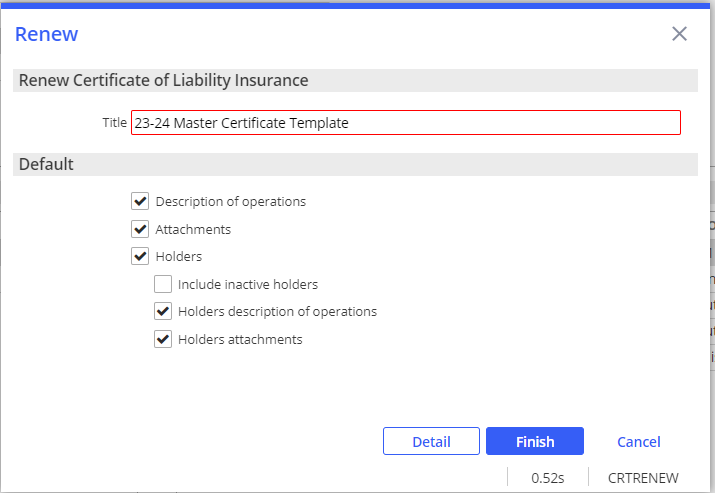 Renew
Renew Certificate of Liability Insurance
Title 23-24 Master Certificate Template
Default
Description of operations
Attachments
Holders
Include inactive holders
Holders description of operations
Holders attachments
Detail Finish Cancel
0.52s CRTRENEW